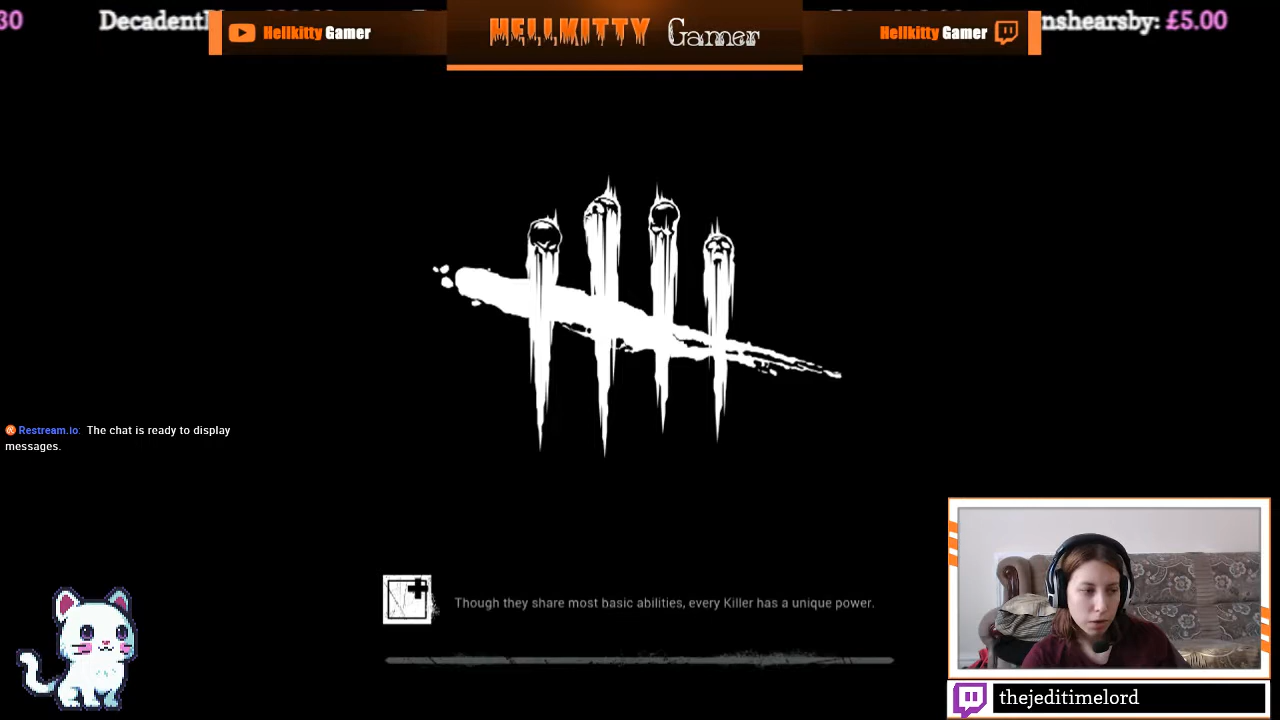 30
nshearsby: £5.00
Hellkitty Gamer
HELLKITTY Gamer
Hellkitty Gamer
Restream.io: The chat is ready to display
messages.
Though they share most basic abilities, every Killer has a unique power.
thejeditimelord